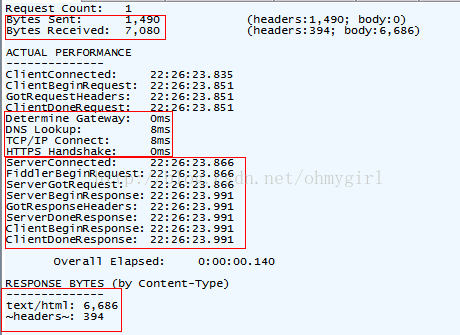 Request Count: 1
Bytes Sent: 1,490 (headers:1,490; body:0)
Bytes Received: 7,080 (headers:394; body:6,686)
ACTUAL PERFORMANCE
--------------
ClientConnected: 22:26:23.835
ClientBeginRequest: 22:26:23.851
GotRequestHeaders: 22:26:23.851
ClientDoneRequest: 22:26:23.851
Determine Gateway: 0ms
DNS Lookup: 8ms
TCP/IP Connect: 8ms
HTTPS Handshake: 0ms
ServerConnected: 22:26:23.866
FiddlerBeginRequest: 22:26:23.866
ServerGotRequest: 22:26:23.866
ServerBeginResponse: 22:26:23.991
GotResponseHeaders: 22:26:23.991
ServerDoneResponse: 22:26:23.991
ClientBeginResponse: 22:26:23.991
ClientDoneResponse: 22:26:23.991
Overall Elapsed: 0:00:00.140
RESPONSE BYTES (by Content-Type)
--------------
text/html: 6,686
~headers~: 394